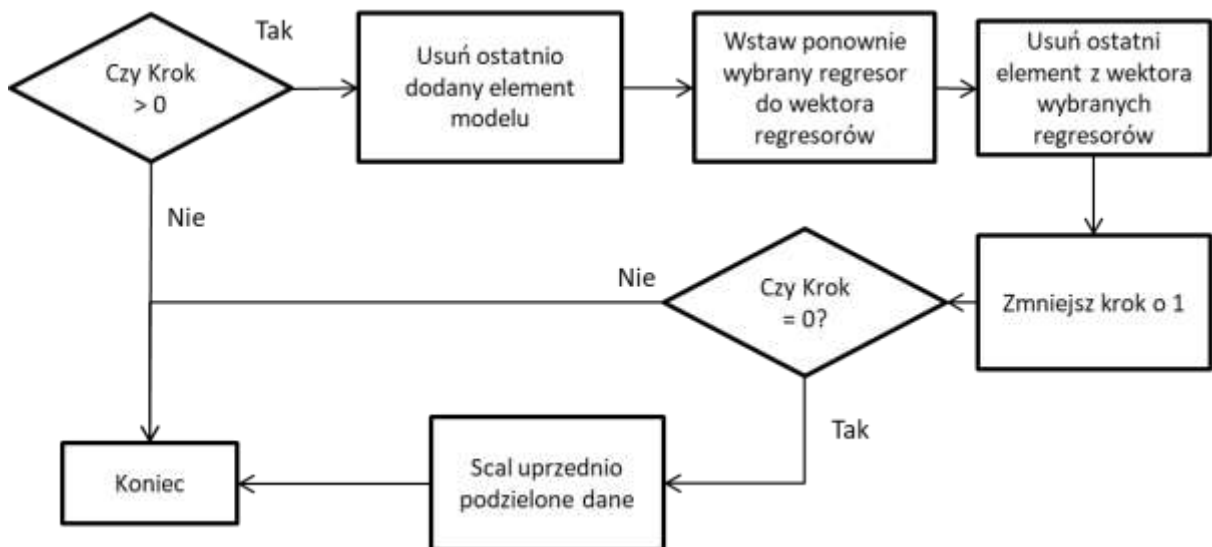 Czy Krok
> 0
Tak
Usuń ostatnio
dodany element
modelu
Wstaw ponownie
wybrany regresor
do wektora
regresorów
Usuń ostatni
element z wektora
wybranych
regresorów
Nie
Zmniejsz krok o 1
Czy Krok
= 0?
Nie
Tak
Scal uprzednio
podzielone dane
Koniec